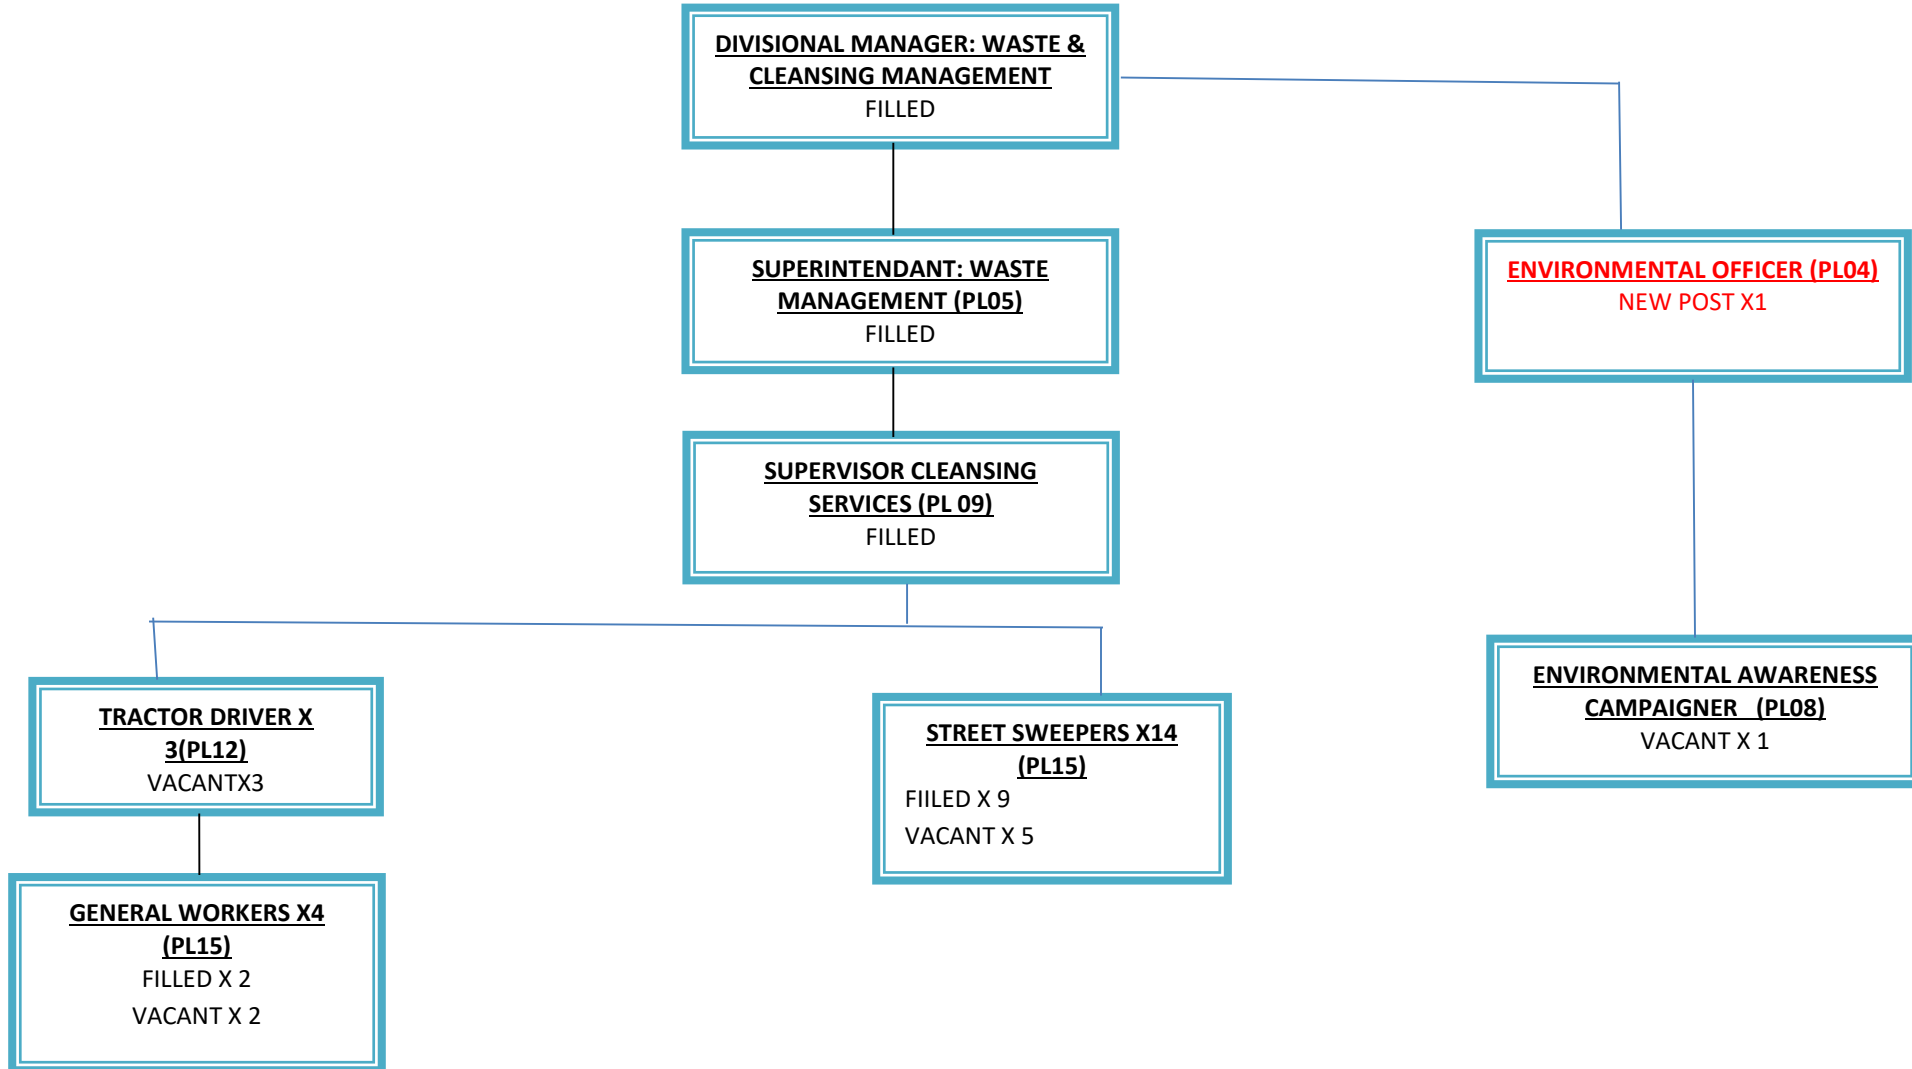 DIVISIONAL MANAGER: WASTE &
CLEANSING MANAGEMENT
FILLED
SUPERINTENDANT: WASTE
MANAGEMENT (PL05)
FILLED
ENVIRONMENTAL OFFICER (PL04)
NEW POST X1
SUPERVISOR CLEANSING
SERVICES (PL 09)
FILLED
TRACTOR DRIVER X
3(PL12)
VACANTX3
STREET SWEEPERS X14
(PL15)
FIILED X 9
VACANT X 5
ENVIRONMENTAL AWARENESS
CAMPAIGNER (PL08)
VACANT X 1
GENERAL WORKERS X4
(PL15)
FILLED X 2
VACANT X 2